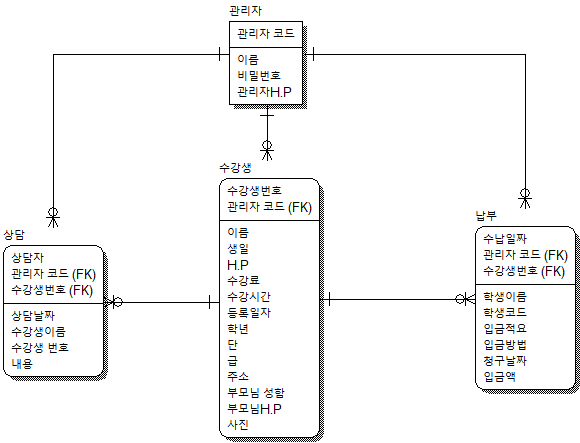 관리자
관리자 코드
이름
비밀번호
관리자H.P
수강생
수강생번호
관리자 코드 (FK)
이름
생일
H.P
수강료
수강시간
등록일자
학년
단
급
주소
부모님 성함
부모님H.P
사진
상담
상담자
관리자 코드 (FK)
수강생번호 (FK)
상담날짜
수강생이름
수강생 번호
내용
납부
수납일짜
관리자 코드 (FK)
수강생번호 (FK)
학생이름
학생코드
입금적요
입금방법
청구날짜
입금액